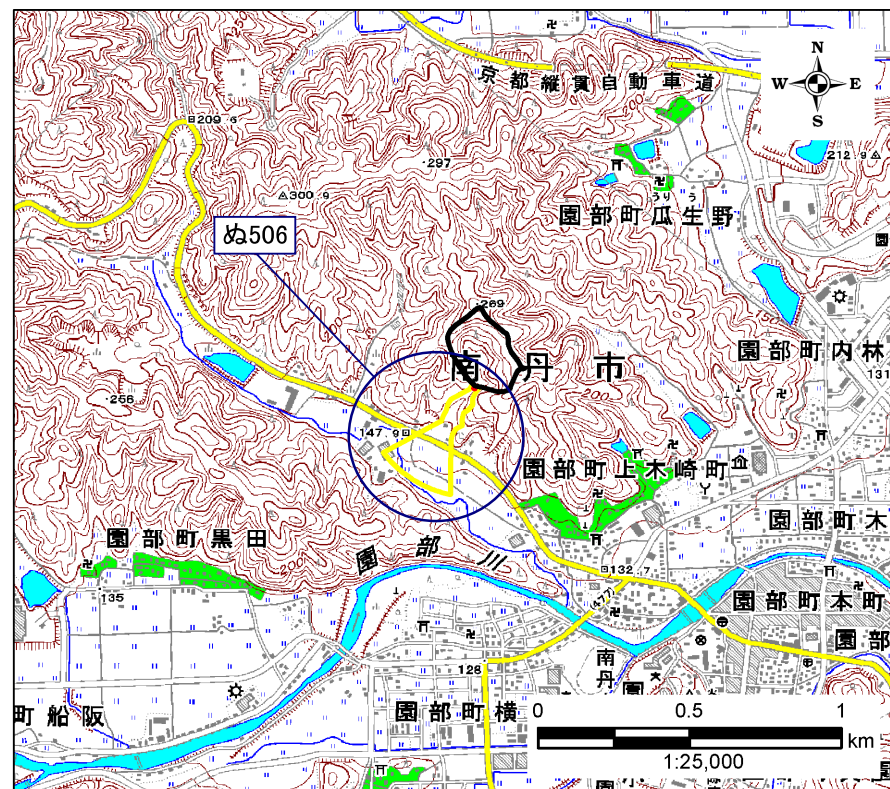 250
N
W E
S
京都縦貫自動車道
209.6
297
212.9
300.9
うり う
園部町瓜生野
ぬ506
269
園部町内林
131
南丹市
200
256
147.9
園部町上木崎町
園部町木
園部町黒田
200
園部川
132.7
(477)
135
園部町本町
園部
128
南丹
園
町船阪
園部町横
0 0.5 1
km
1:25,000